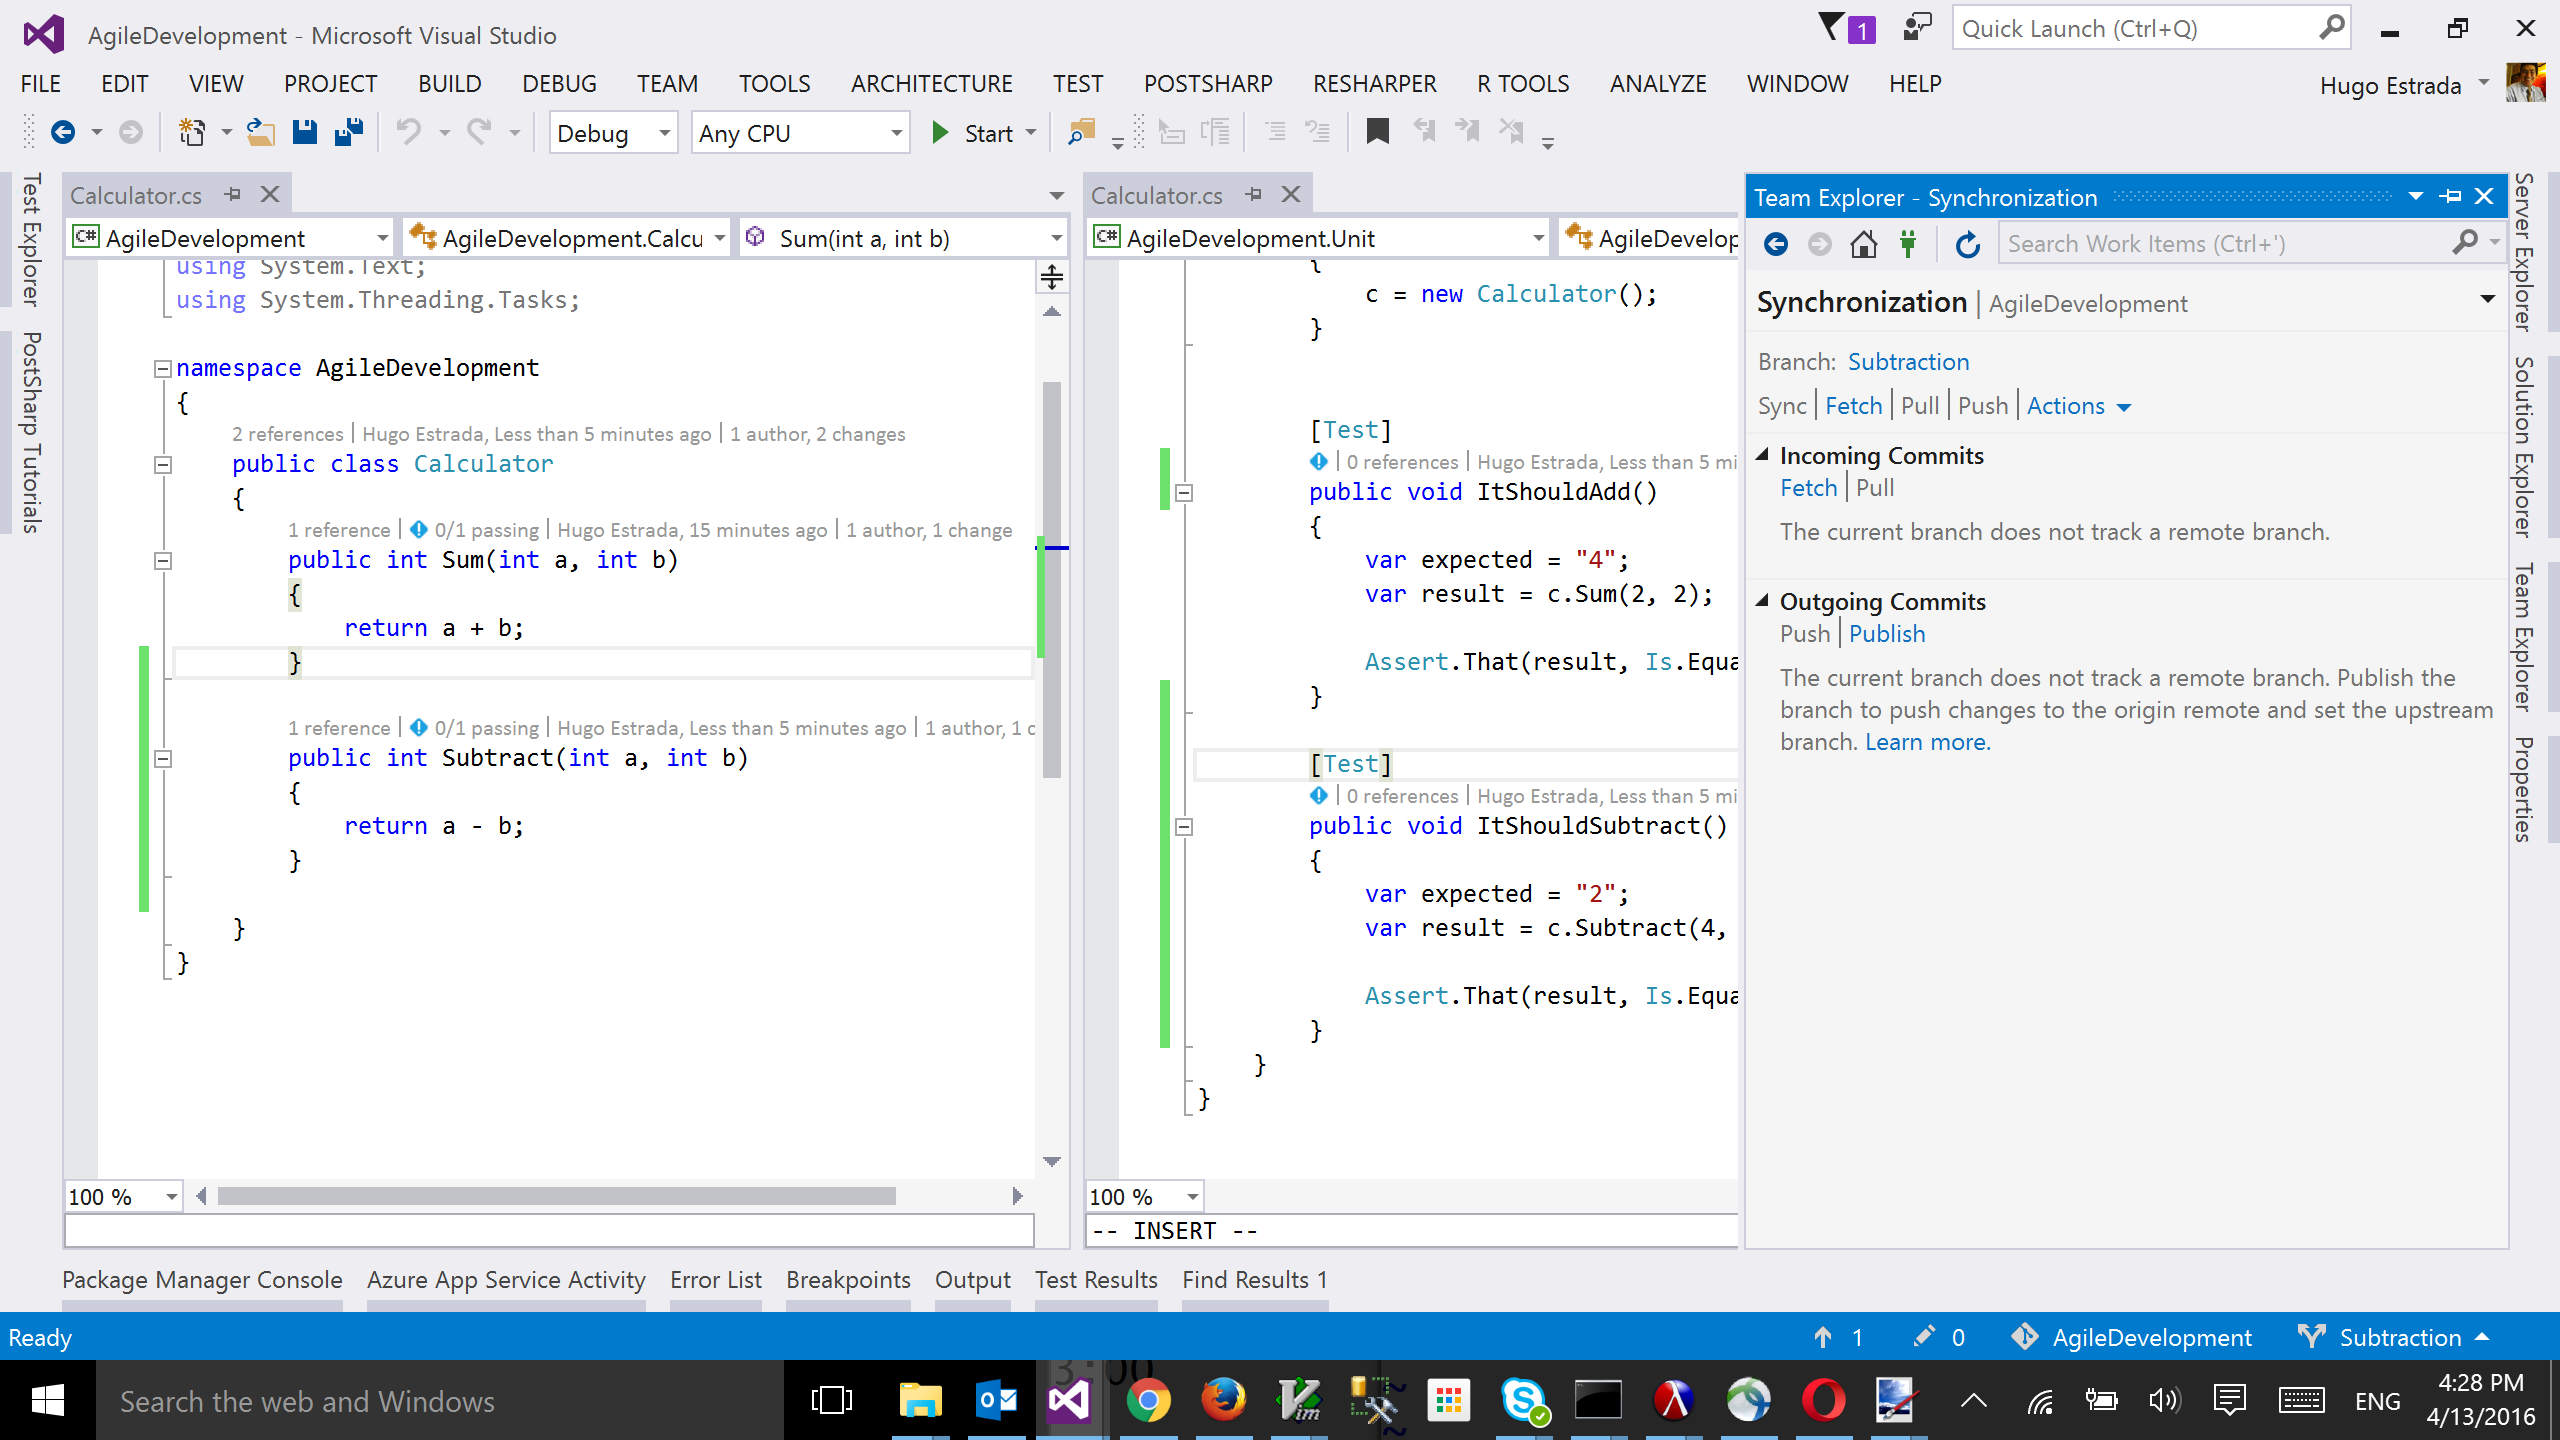 AgileDevelopment - Microsoft Visual Studio
1
Quick Launch (Ctrl+Q)
FILE EDIT VIEW PROJECT BUILD DEBUG TEAM TOOLS ARCHITECTURE TEST POSTSHARP RESHARPER R TOOLS ANALYZE WINDOW HELP
Hugo Estrada
Debug
Any CPU
Start
Test Explorer
PostSharp Tutorials
Calculator.cs
C# AgileDevelopment
AgileDevelopment.Calcu
Sum(int a, int b)
using System.Text;
using System.Threading.Tasks;
namespace AgileDevelopment
{
2 references | Hugo Estrada, Less than 5 minutes ago | 1 author, 2 changes
public class Calculator
{
1 reference | 0/1 passing | Hugo Estrada, 15 minutes ago | 1 author, 1 change
public int Sum(int a, int b)
{
return a + b;
}
1 reference | 0/1 passing | Hugo Estrada, Less than 5 minutes ago | 1 author, 1 c
public int Subtract(int a, int b)
{
return a - b;
}
}
}
100 %
Calculator.cs
C# AgileDevelopment.Unit
AgileDevelop
{
c = new Calculator();
}
[Test]
0 references | Hugo Estrada, Less than 5 mi
public void ItShouldAdd()
{
var expected = "4";
var result = c.Sum(2, 2);
Assert.That(result, Is.Equa
}
[Test]
0 references | Hugo Estrada, Less than 5 mi
public void ItShouldSubtract()
{
var expected = "2";
var result = c.Subtract(4,
Assert.That(result, Is.Equa
}
}
}
100 %
-- INSERT --
Team Explorer - Synchronization
Search Work Items (Ctrl+')
Synchronization | AgileDevelopment
Branch: Subtraction
Sync | Fetch | Pull | Push | Actions
Incoming Commits
Fetch | Pull
The current branch does not track a remote branch.
Outgoing Commits
Push | Publish
The current branch does not track a remote branch. Publish the
branch to push changes to the origin remote and set the upstream
branch. Learn more.
Server Explorer
Solution Explorer
Team Explorer
Properties
Package Manager Console Azure App Service Activity Error List Breakpoints Output Test Results Find Results 1
Ready
1 0 AgileDevelopment Subtraction
Search the web and Windows
3:00
Vim
ENG
4:28 PM
4/13/2016